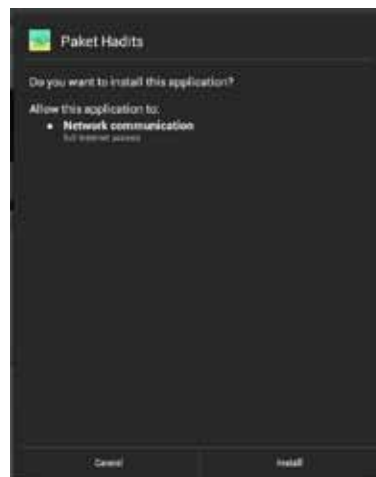 Paket Hadits
Do you want to install this application?
Allow this application to:
• Network communication
full Internet access
Cancel
Install